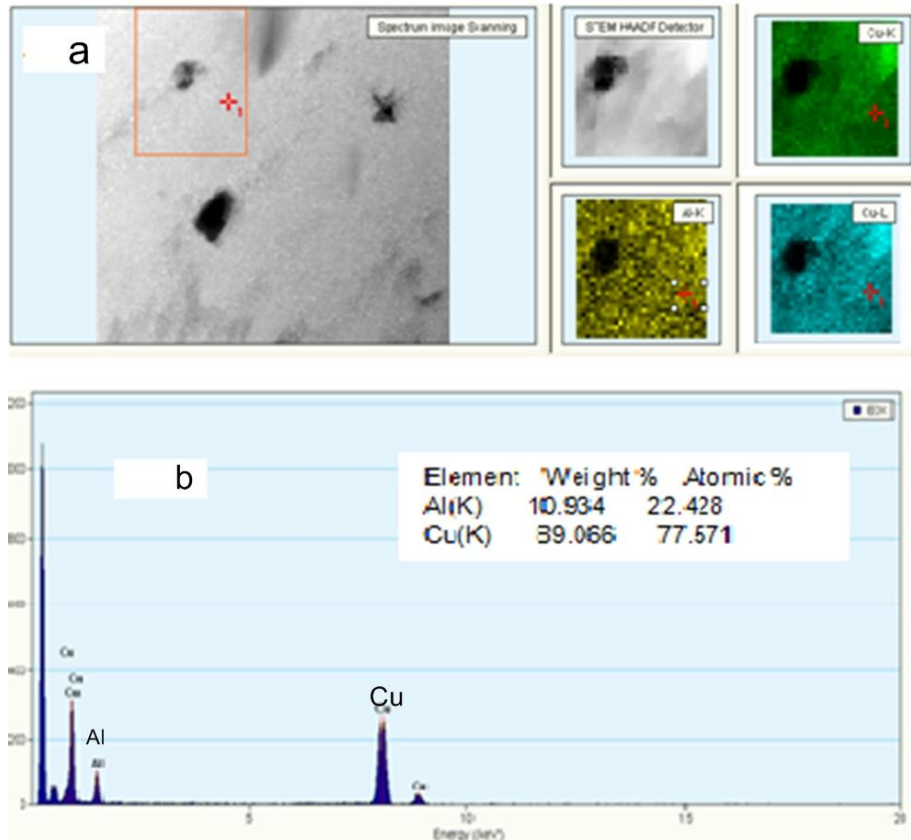 a
Spectrum image Scanning
STEM HAADF Detector
Cu-K
Al-K
Cu-L
b
EDX
Element Weight % Atomic %
Al(K) 10.934 22.428
Cu(K) 89.066 77.571
Cu
Cu
Cu
Al
Al
Cu
Cu
Cu
5
10
15
20
Energy (keV)